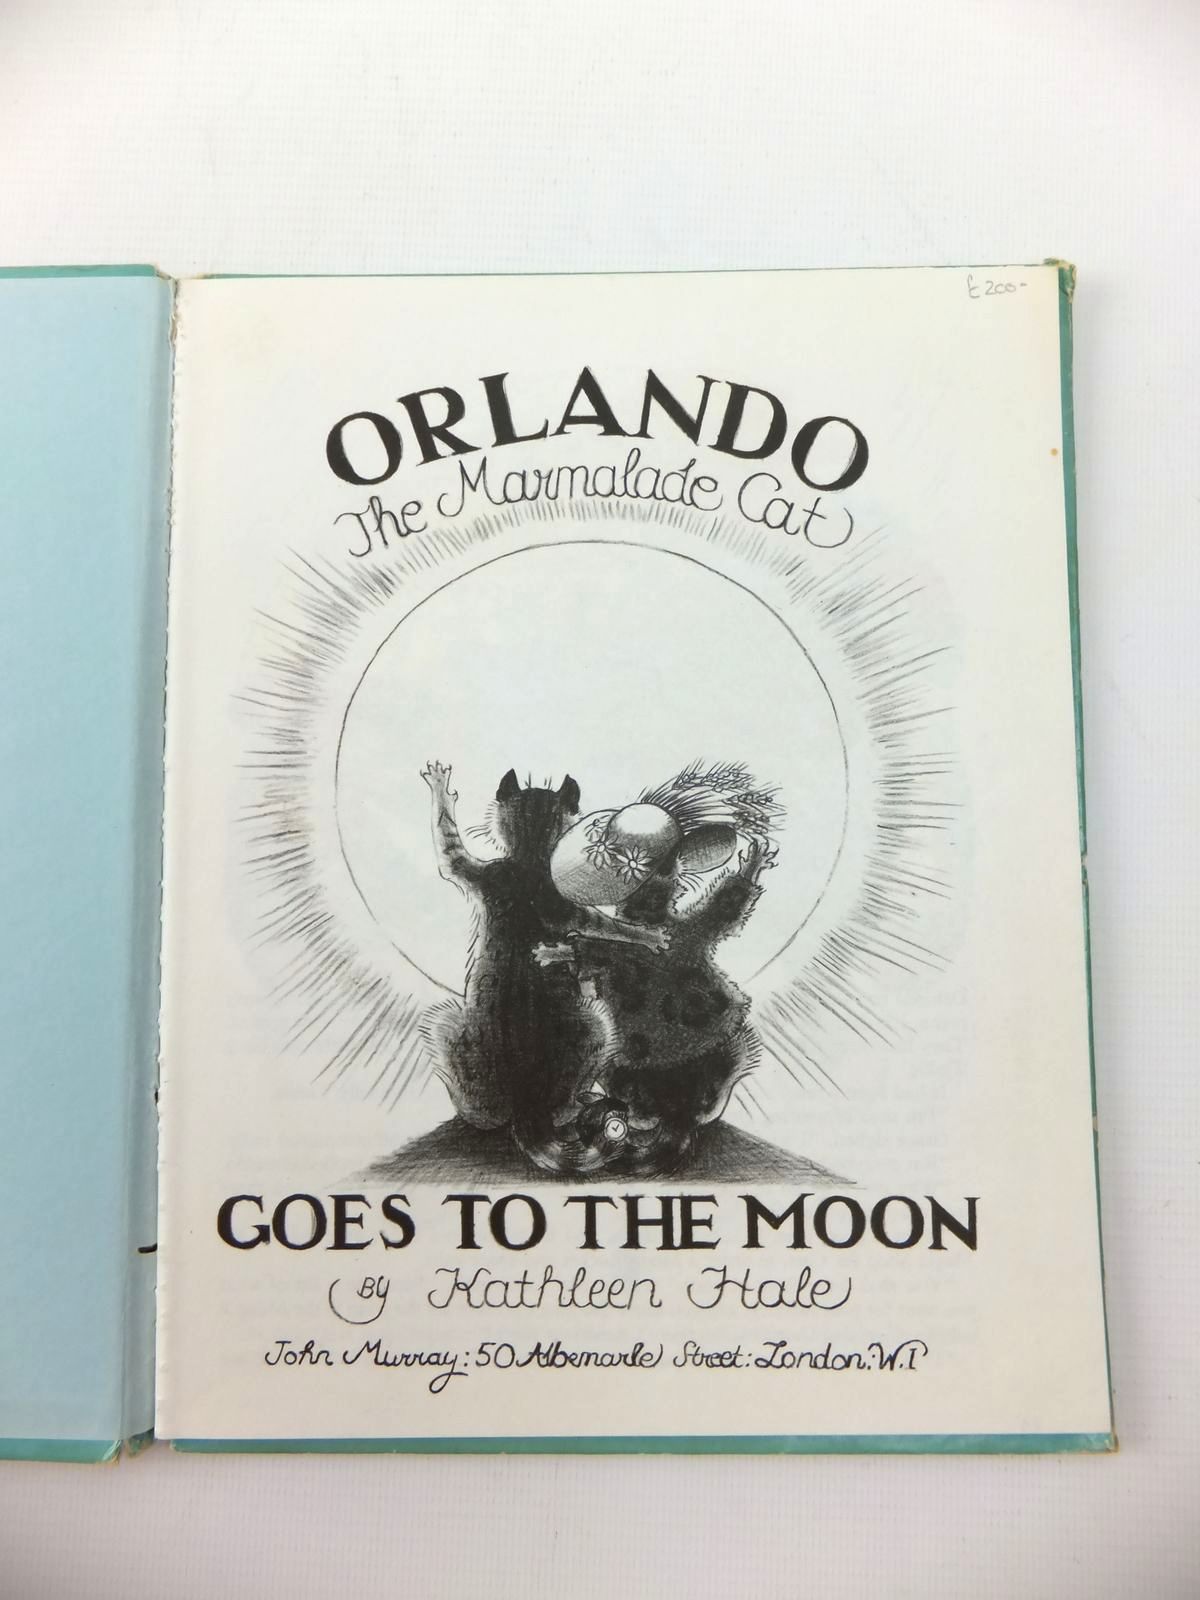 £200-
ORLANDO
The Marmalade Cat
GOES TO THE MOON
By Kathleen Hale
John Murray: 50 Albemarle Street: London: W.1